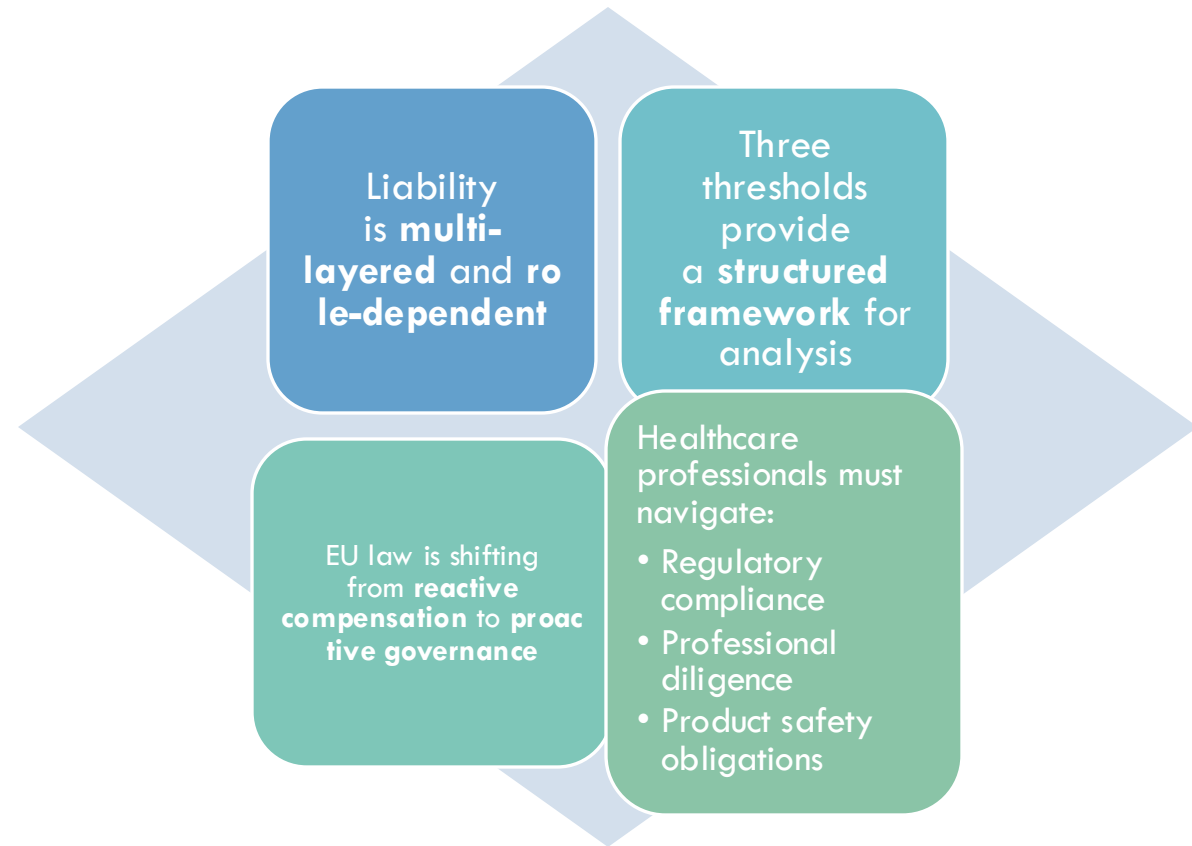 Liability
is multi-
layered and ro
le-dependent
Three
thresholds
provide
a structured
framework for
analysis
EU law is shifting
from reactive
compensation to proac
tive governance
Healthcare
professionals must
navigate:
• Regulatory
compliance
• Professional
diligence
• Product safety
obligations